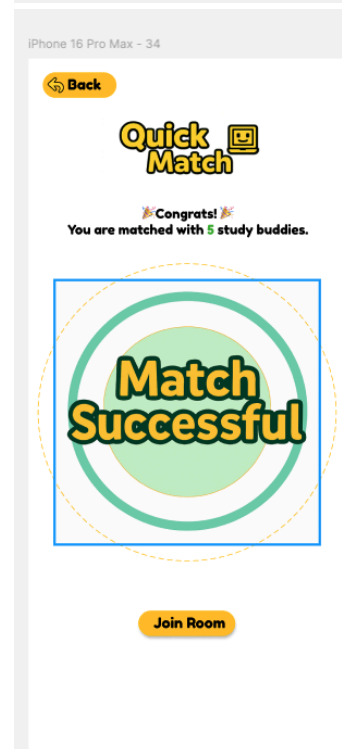 iPhone 16 Pro Max - 34
Back
Quick
Match
🎉Congrats! 🎉
You are matched with 5 study buddies.
Match
Successful
Join Room